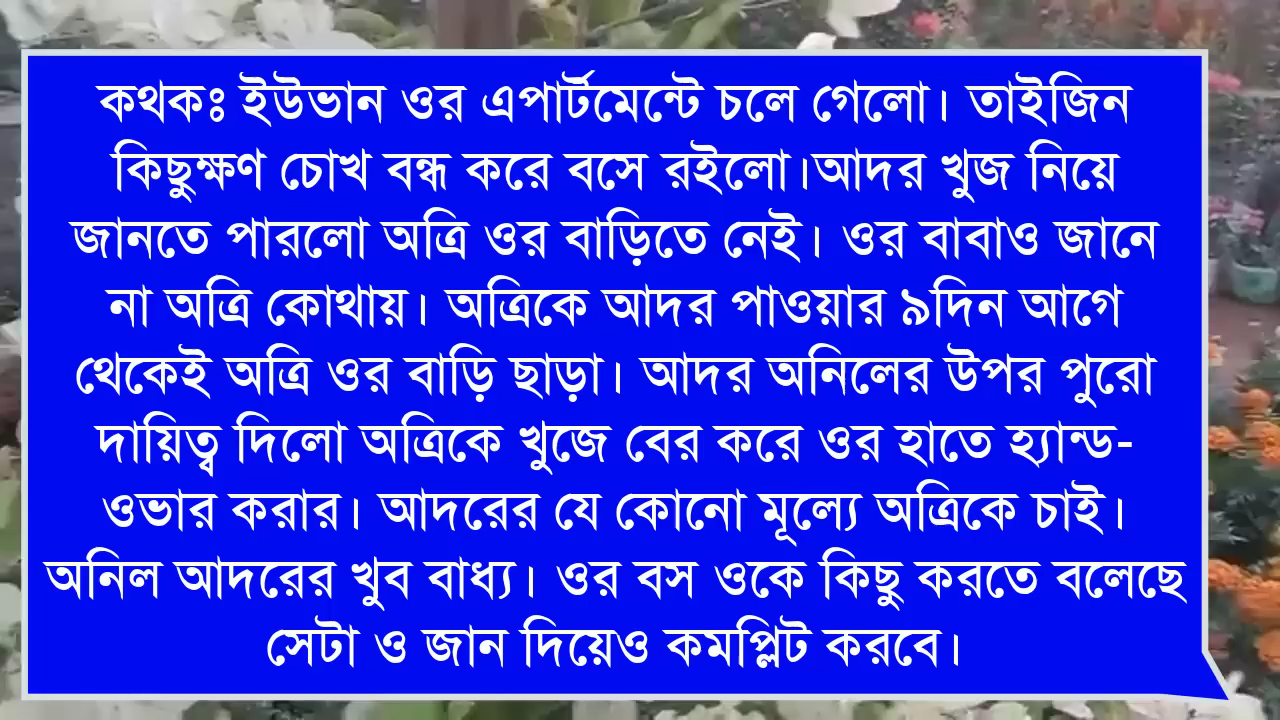 কথকঃ ইউভান ওর এপার্টমেন্টে চলে গেলো। তাইজিন
কিছুক্ষণ চোখ বন্ধ করে বসে রইলো।আদর খুজ নিয়ে
জানতে পারলো অত্রি ওর বাড়িতে নেই। ওর বাবাও জানে
না অত্রি কোথায়। অত্রিকে আদর পাওয়ার ৯দিন আগে
থেকেই অত্রি ওর বাড়ি ছাড়া। আদর অনিলের উপর পুরো
দায়িত্ব দিলো অত্রিকে খুজে বের করে ওর হাতে হ্যান্ড-
ওভার করার। আদরের যে কোনো মূল্যে অত্রিকে চাই।
অনিল আদরের খুব বাধ্য। ওর বস ওকে কিছু করতে বলেছে
সেটা ও জান দিয়েও কমপ্লিট করবে।